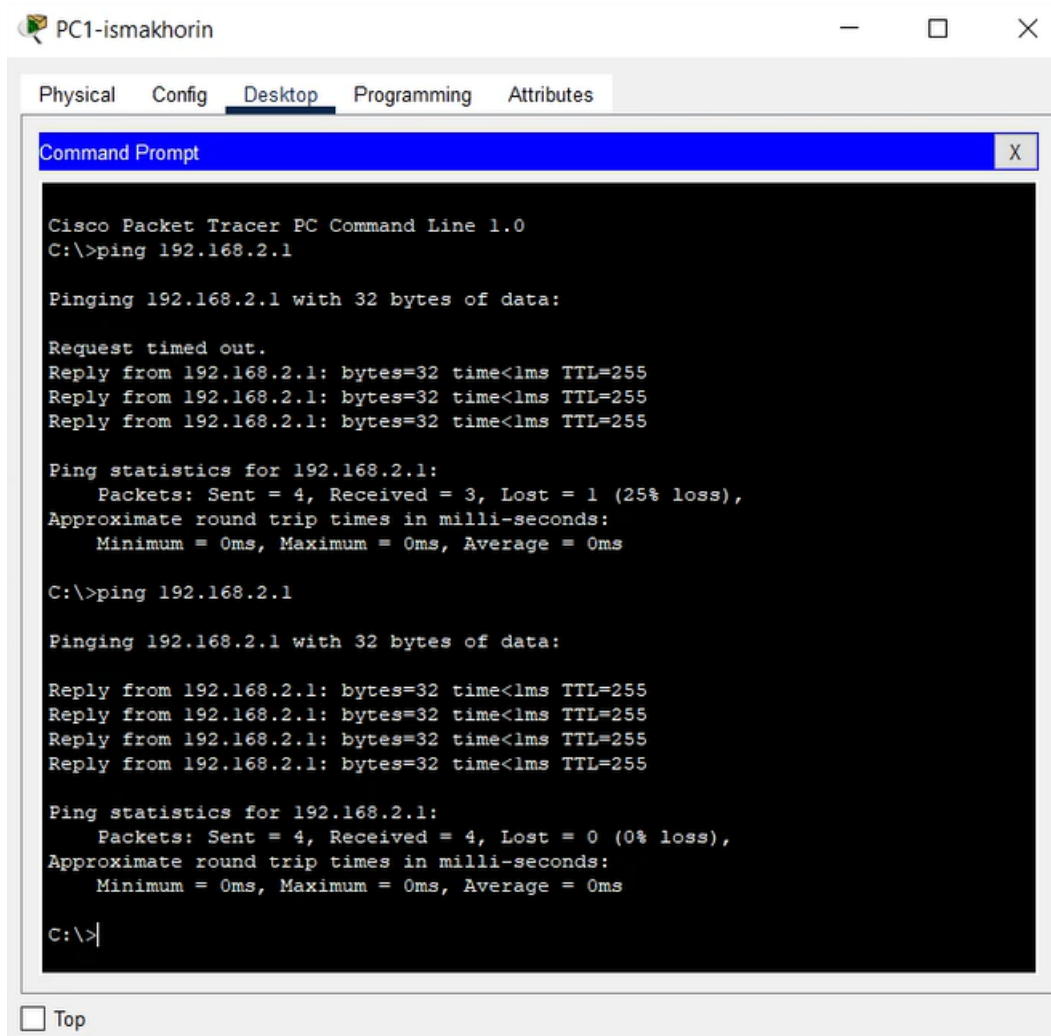 PC1-ismakhorin
Physical Config Desktop Programming Attributes
Command Prompt X
Cisco Packet Tracer PC Command Line 1.0
C:\>ping 192.168.2.1
Pinging 192.168.2.1 with 32 bytes of data:
Request timed out.
Reply from 192.168.2.1: bytes=32 time<1ms TTL=255
Reply from 192.168.2.1: bytes=32 time<1ms TTL=255
Reply from 192.168.2.1: bytes=32 time<1ms TTL=255
Ping statistics for 192.168.2.1:
Packets: Sent = 4, Received = 3, Lost = 1 (25% loss),
Approximate round trip times in milli-seconds:
Minimum = 0ms, Maximum = 0ms, Average = 0ms
C:\>ping 192.168.2.1
Pinging 192.168.2.1 with 32 bytes of data:
Reply from 192.168.2.1: bytes=32 time<1ms TTL=255
Reply from 192.168.2.1: bytes=32 time<1ms TTL=255
Reply from 192.168.2.1: bytes=32 time<1ms TTL=255
Reply from 192.168.2.1: bytes=32 time<1ms TTL=255
Ping statistics for 192.168.2.1:
Packets: Sent = 4, Received = 4, Lost = 0 (0% loss),
Approximate round trip times in milli-seconds:
Minimum = 0ms, Maximum = 0ms, Average = 0ms
C:\>
Top